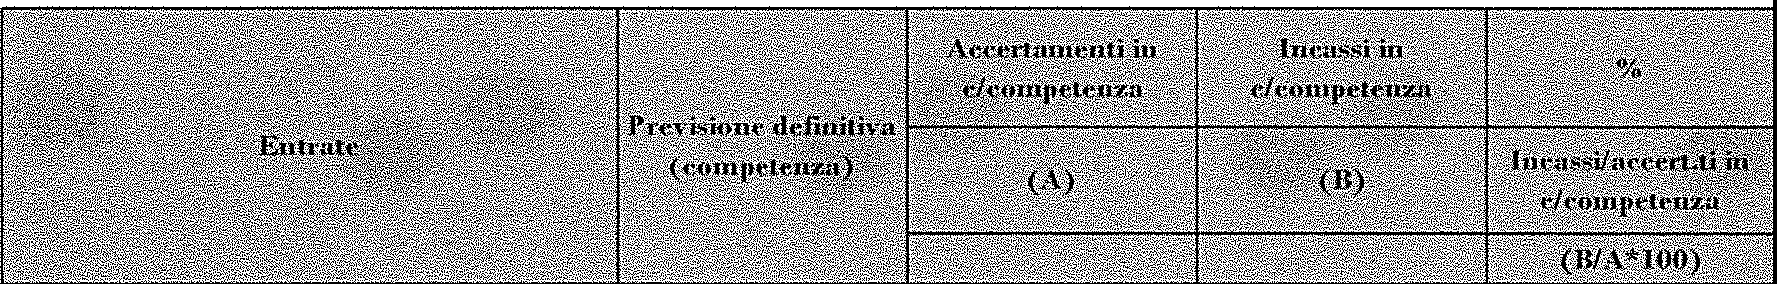 Entrate
Previsione definitiva
(competenza)
Accertamenti in
c/competenza
Incassi in
c/competenza
%
(A)
(B)
Incassi/accert.ti in
c/competenza
(B/A*100)